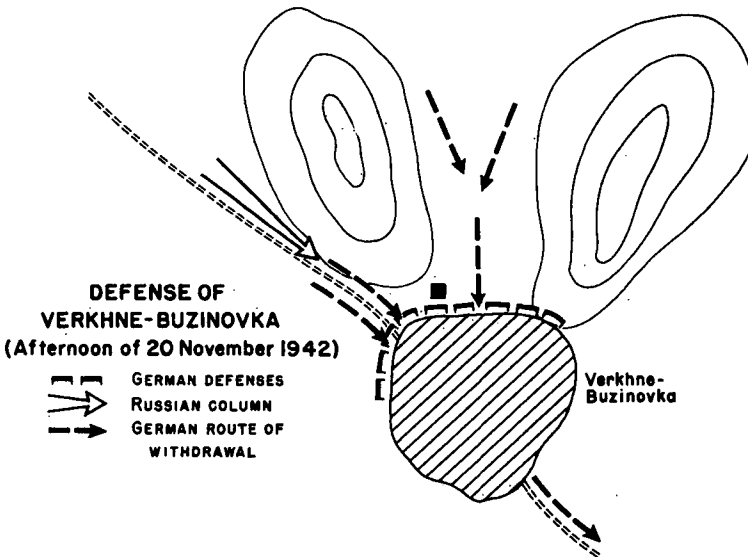 DEFENSE OF
VERKHNE-BUZINOVKA
(Afternoon of 20 November 1942)
GERMAN DEFENSES
RUSSIAN COLUMN
GERMAN ROUTE OF
WITHDRAWAL
Verkhne-
Buzinovka